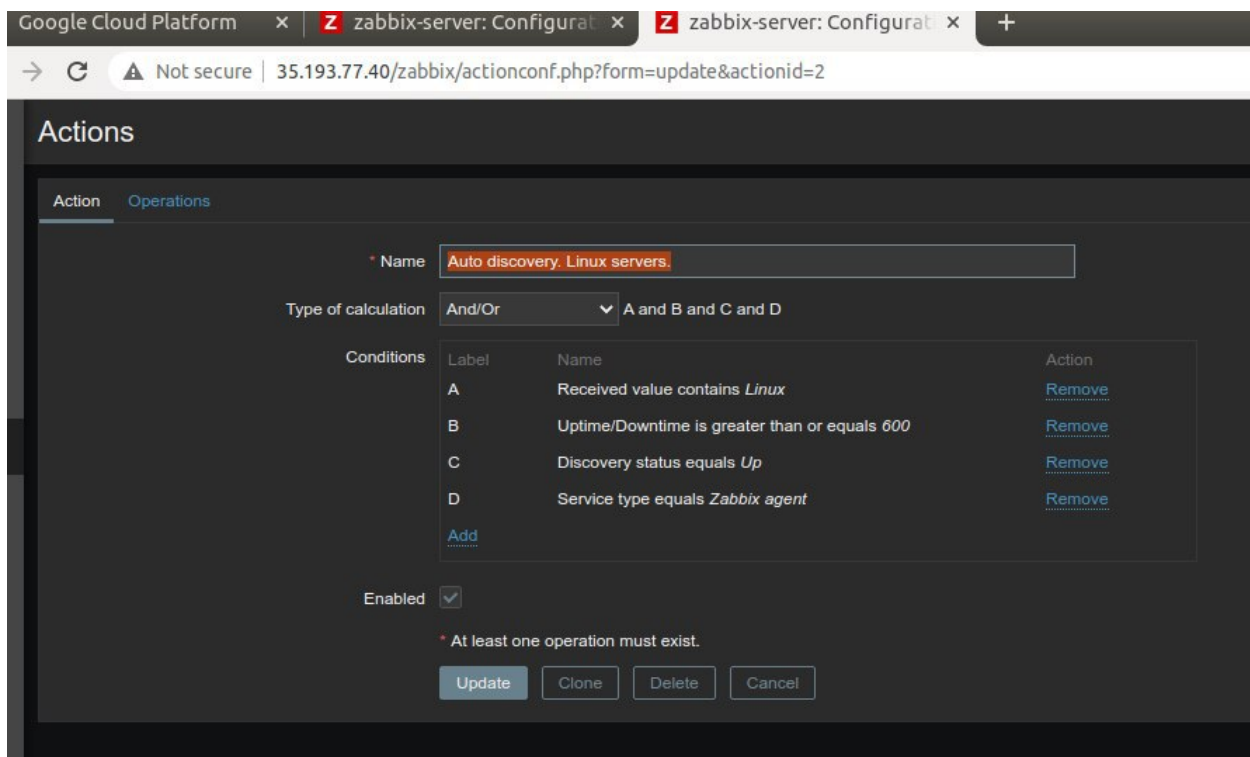 Google Cloud Platform × Z zabbix-server: Configurat × Z zabbix-server: Configurati × +
Not secure | 35.193.77.40/zabbix/actionconf.php?form=update&actionid=2
Actions
Action Operations
* Name Auto discovery. Linux servers.
Type of calculation And/Or A and B and C and D
Conditions Label Name Action
A Received value contains Linux Remove
B Uptime/Downtime is greater than or equals 600 Remove
C Discovery status equals Up Remove
D Service type equals Zabbix agent Remove
Add
Enabled
* At least one operation must exist.
Update Clone Delete Cancel